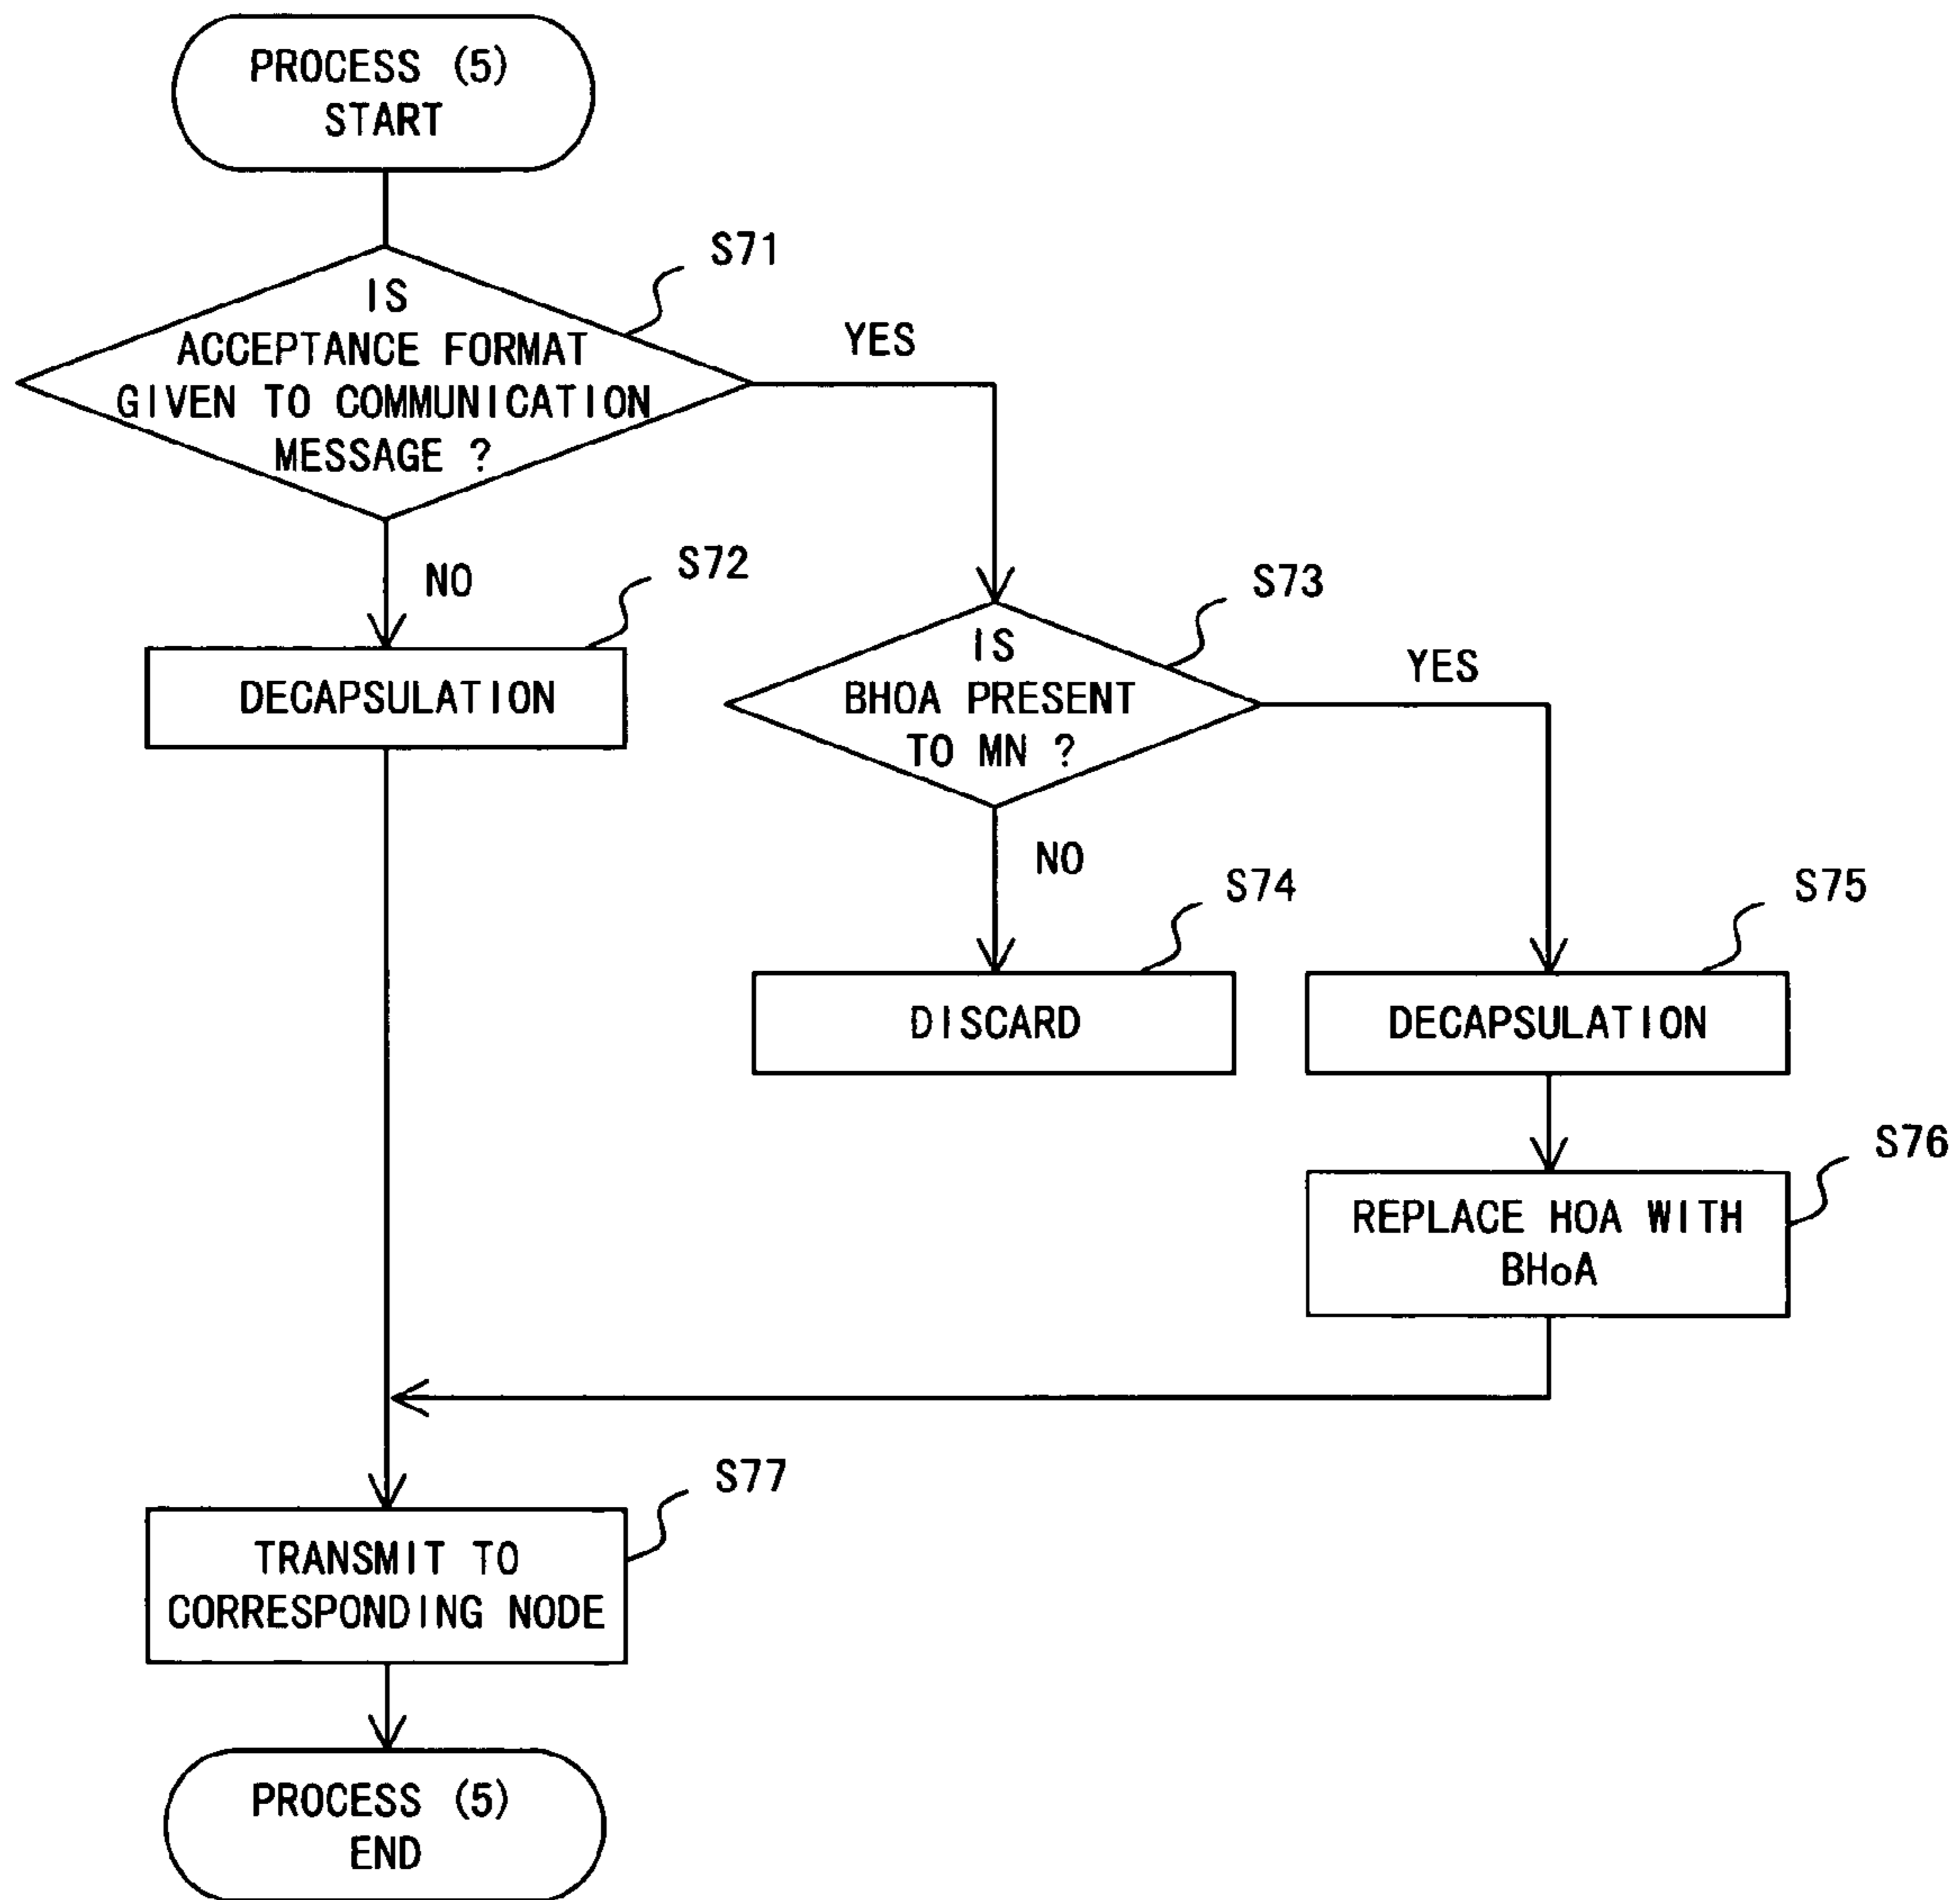 PROCESS (5)
START
S71
IS
ACCEPTANCE FORMAT
GIVEN TO COMMUNICATION
MESSAGE ?
YES
NO
S72
DECAPSULATION
S73
IS
BHOA PRESENT
TO MN ?
YES
NO
S74
DISCARD
S75
DECAPSULATION
S76
REPLACE HOA WITH
BHoA
S77
TRANSMIT TO
CORRESPONDING NODE
PROCESS (5)
END